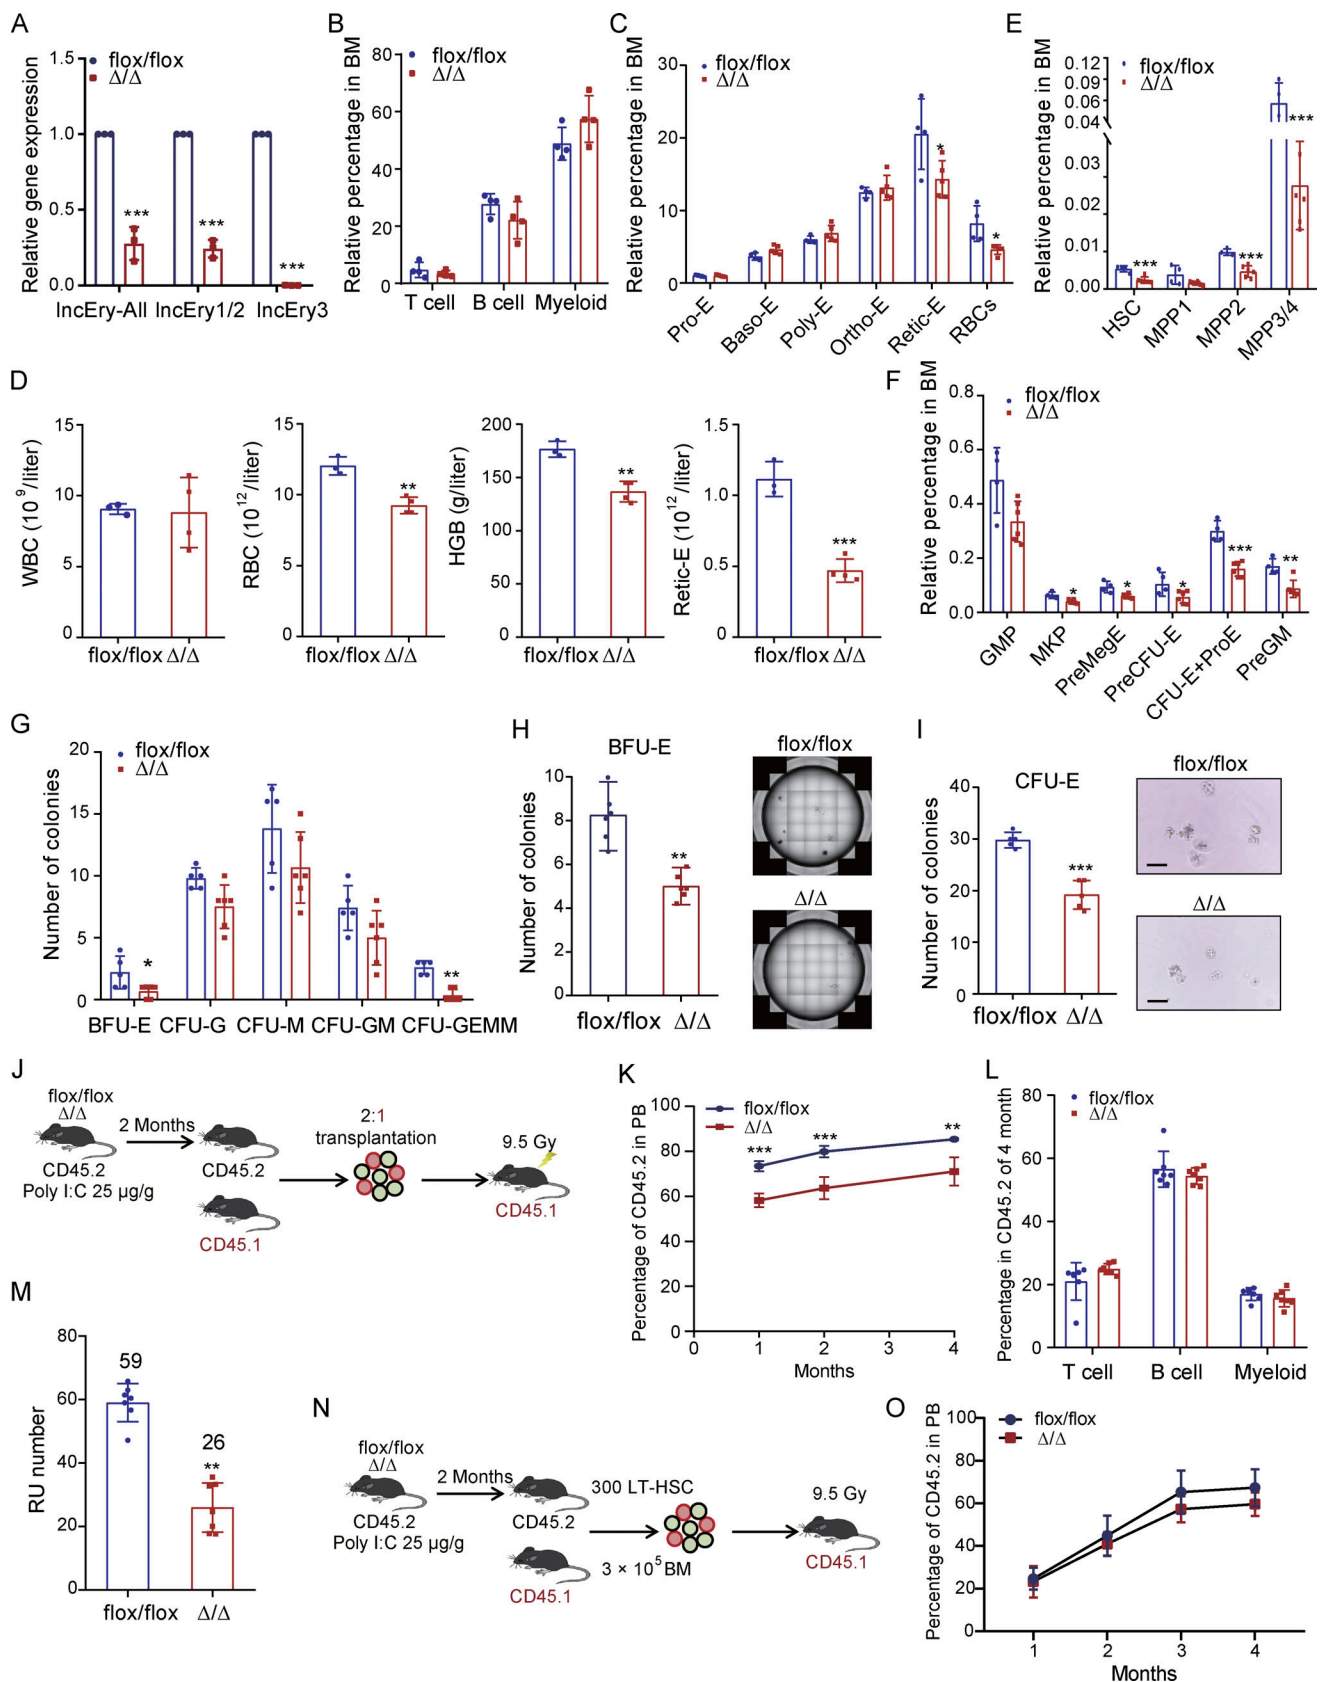 A
Relative gene expression
1.5
1.0
0.5
0.0
flox/flox
Δ/Δ
***
***
***
lncEry-All
lncEry1/2
lncEry3
B
Relative percentage in BM
80
60
40
20
0
flox/flox
Δ/Δ
T cell
B cell
Myeloid
C
Relative percentage in BM
30
20
10
0
flox/flox
Δ/Δ
*
*
Pro-E
Baso-E
Poly-E
Ortho-E
Retic-E
RBCs
E
Relative percentage in BM
0.12
0.09
0.06
0.04
0.03
0.02
0.01
0.00
flox/flox
Δ/Δ
***
***
***
HSC
MPP1
MPP2
MPP3/4
D
WBC (10⁹/liter)
15
10
5
0
flox/flox Δ/Δ
RBC (10¹²/liter)
15
10
5
0
**
flox/flox Δ/Δ
HGB (g/liter)
200
150
100
50
0
**
flox/flox Δ/Δ
Retic-E (10¹²/liter)
1.5
1.0
0.5
0
***
flox/flox Δ/Δ
F
Relative percentage in BM
0.8
0.6
0.4
0.2
0.0
flox/flox
Δ/Δ
*
*
*
***
**
GMP
MKP
PreMegE
PreCFU-E
CFU-E+ProE
PreGM
G
Number of colonies
20
15
10
5
0
flox/flox
Δ/Δ
*
**
BFU-E
CFU-G
CFU-M
CFU-GM
CFU-GEMM
H
BFU-E
Number of colonies
10
8
6
4
2
0
**
flox/flox Δ/Δ
flox/flox
Δ/Δ
I
CFU-E
Number of colonies
40
30
20
10
0
***
flox/flox Δ/Δ
flox/flox
Δ/Δ
J
flox/flox
Δ/Δ
2 Months
CD45.2
Poly I:C 25 µg/g
CD45.2
CD45.1
2:1
transplantation
9.5 Gy
CD45.1
K
Percentage of CD45.2 in PB
100
80
60
40
20
0
flox/flox
Δ/Δ
***
***
**
0
1
2
3
4
Months
L
Percentage in CD45.2 of 4 month
80
60
40
20
0
flox/flox
Δ/Δ
T cell
B cell
Myeloid
M
RU number
80
60
40
20
0
59
26
**
flox/flox
Δ/Δ
N
flox/flox
Δ/Δ
2 Months
CD45.2
Poly I:C 25 µg/g
CD45.2
CD45.1
300 LT-HSC
3 × 10⁵ BM
9.5 Gy
CD45.1
O
Percentage of CD45.2 in PB
100
80
60
40
20
0
flox/flox
Δ/Δ
1
2
3
4
Months